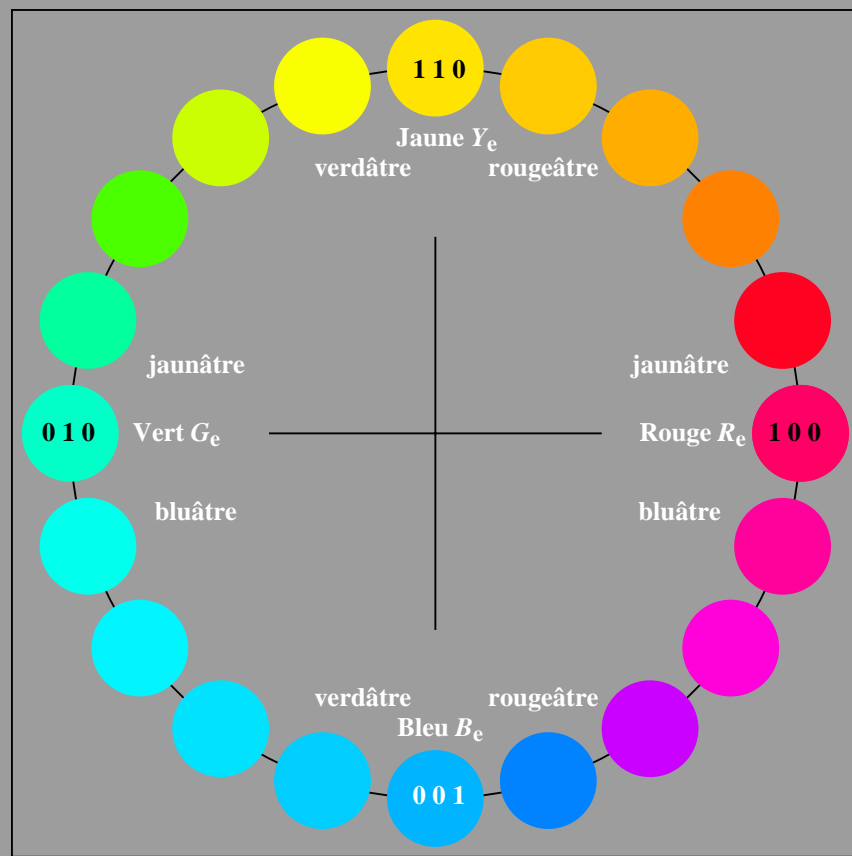 1 1 0
Jaune Ye
verdâtre rougeâtre
jaunâtre jaunâtre
0 1 0 Vert Ge Rouge Re 1 0 0
bluâtre bluâtre
verdâtre rougeâtre
Bleu Be
0 0 1